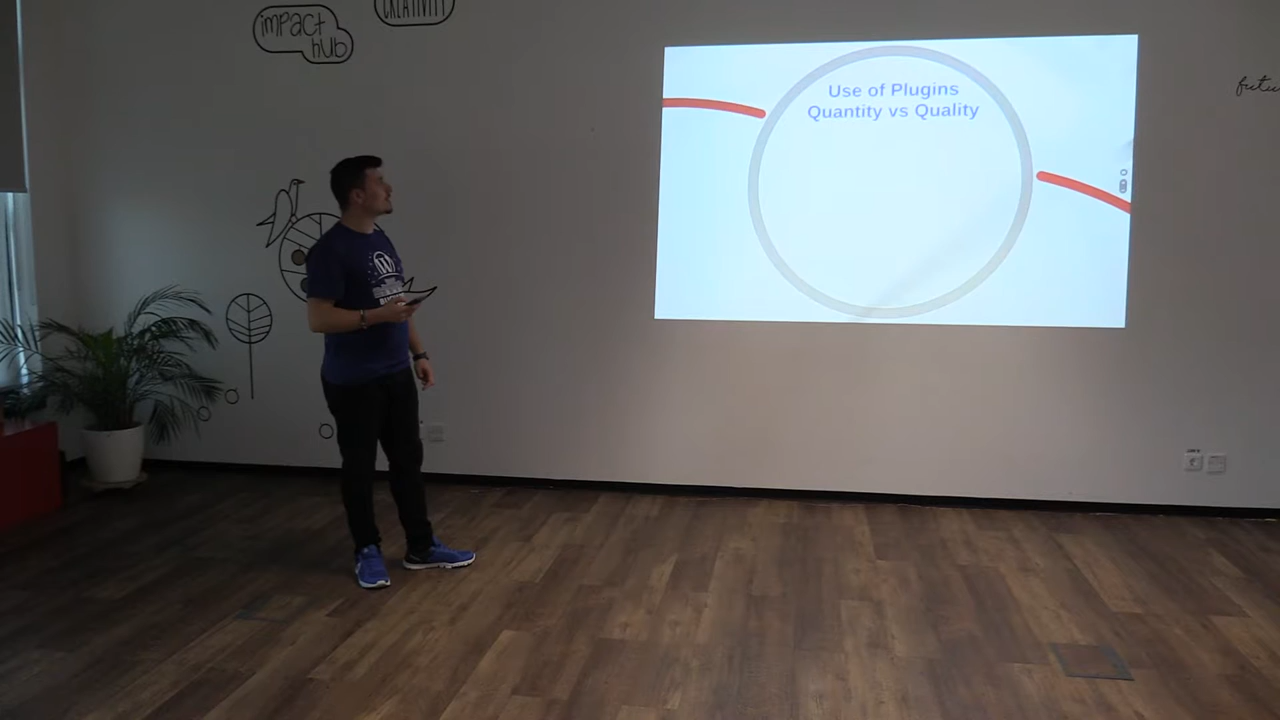 impact
hub
CREATIVITY
Use of Plugins
Quantity vs Quality